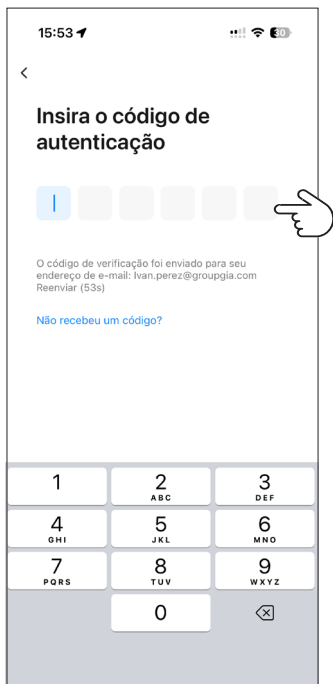 15:53
30
Insira o código de
autenticação
O código de verificação foi enviado para seu
endereço de e-mail: Ivan.perez@groupgia.com
Reenviar (53s)
Não recebeu um código?
1
2
ABC
3
DEF
4
GHI
5
JKL
6
MNO
7
PQRS
8
TUV
9
WXYZ
0